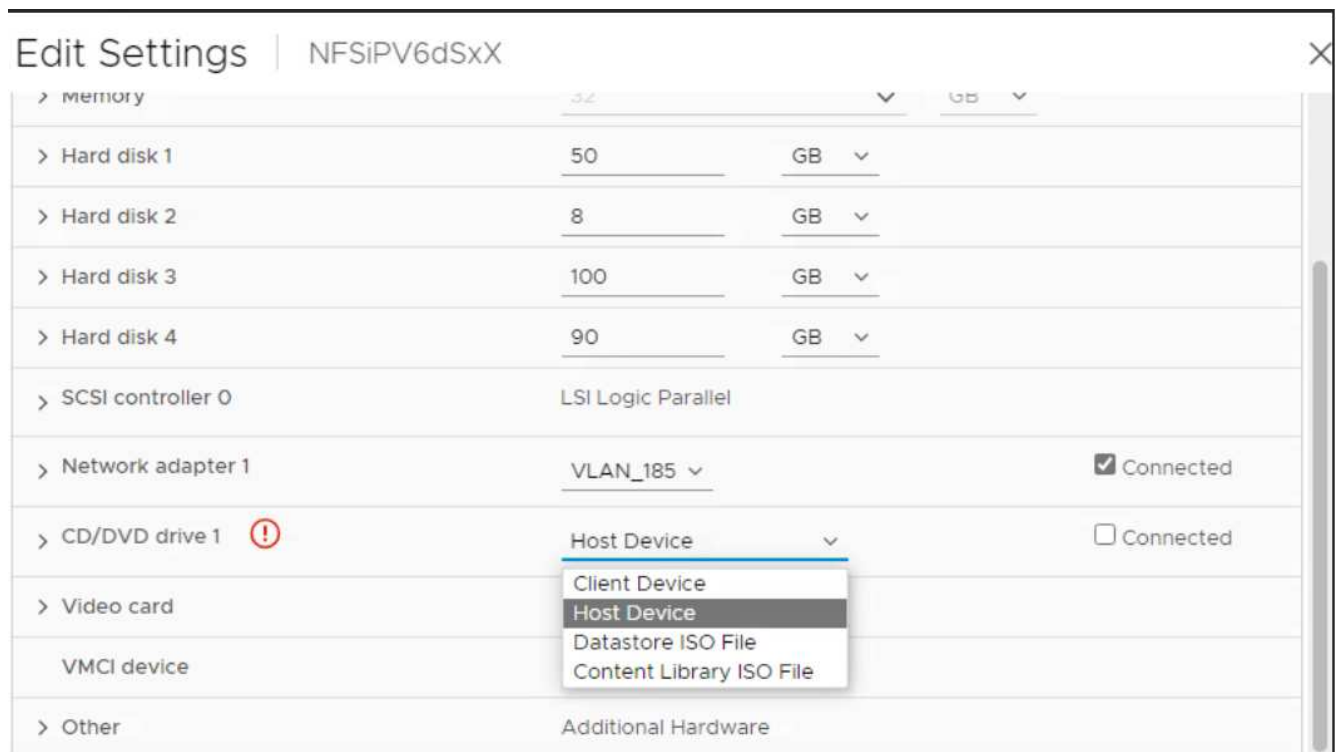 Edit Settings NFSiPV6dSxX
Memory 32 GB
Hard disk 1 50 GB
Hard disk 2 8 GB
Hard disk 3 100 GB
Hard disk 4 90 GB
SCSI controller 0 LSI Logic Parallel
Network adapter 1 VLAN_185 Connected
CD/DVD drive 1 Host Device Connected
Client Device
Video card
Host Device
Datastore ISO File
VMCI device
Content Library ISO File
Other Additional Hardware